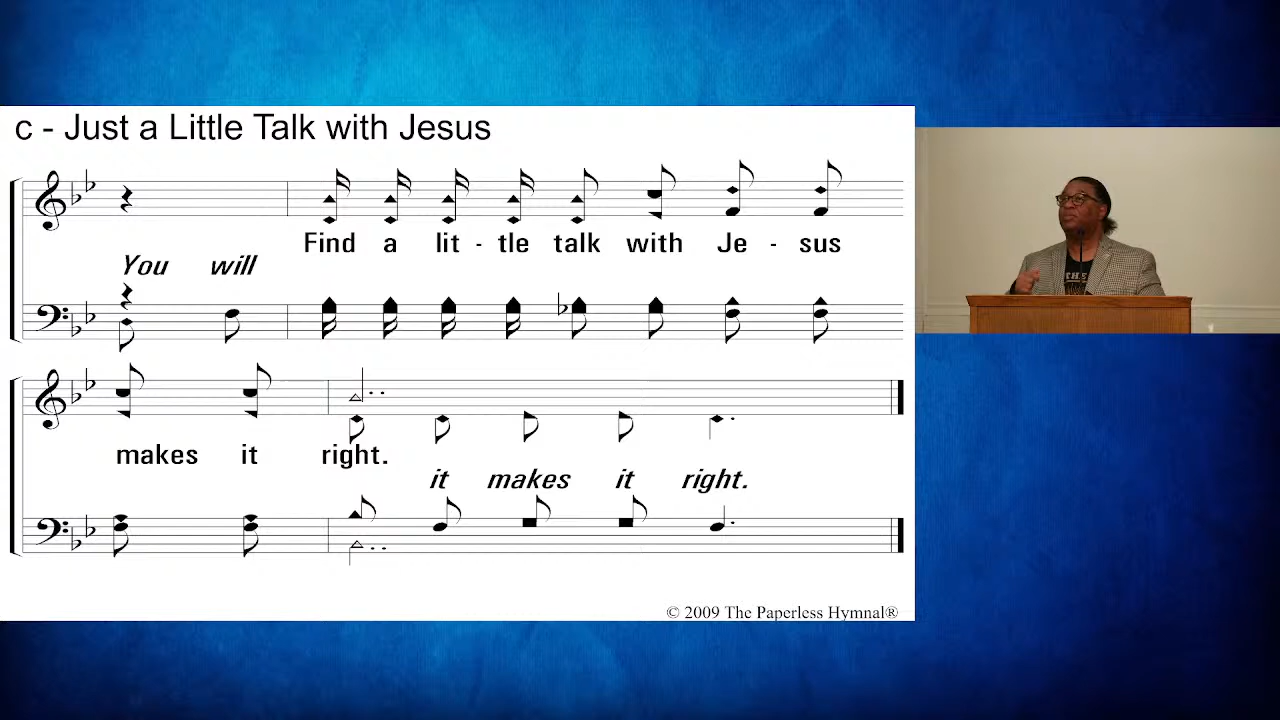 c - Just a Little Talk with Jesus
Find a lit - tle talk with Je - sus
You will
makes it right.
it makes it right.
© 2009 The Paperless Hymnal®
THE